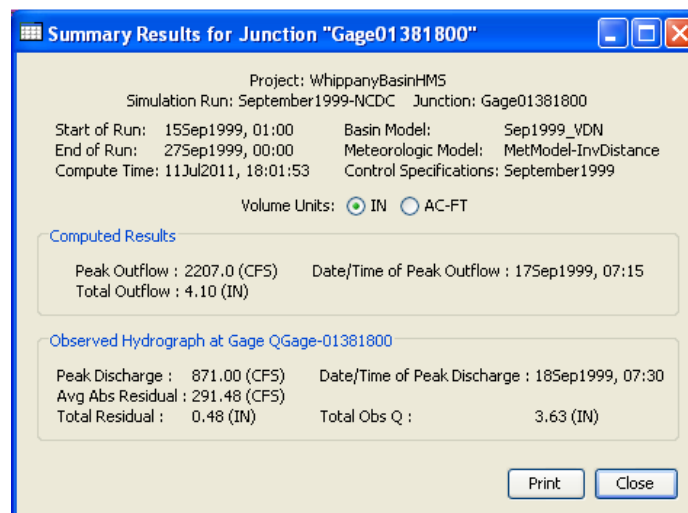 Summary Results for Junction "Gage01381800"
Project: WhippanyBasinHMS
Simulation Run: September1999-NCDC Junction: Gage01381800
Start of Run: 15Sep1999, 01:00 Basin Model: Sep1999_VDN
End of Run: 27Sep1999, 00:00 Meteorologic Model: MetModel-InvDistance
Compute Time: 11Jul2011, 18:01:53 Control Specifications: September1999
Volume Units: IN AC-FT
Computed Results
Peak Outflow : 2207.0 (CFS) Date/Time of Peak Outflow : 17Sep1999, 07:15
Total Outflow : 4.10 (IN)
Observed Hydrograph at Gage QGage-01381800
Peak Discharge : 871.00 (CFS) Date/Time of Peak Discharge : 18Sep1999, 07:30
Avg Abs Residual : 291.48 (CFS)
Total Residual : 0.48 (IN) Total Obs Q : 3.63 (IN)
Print Close